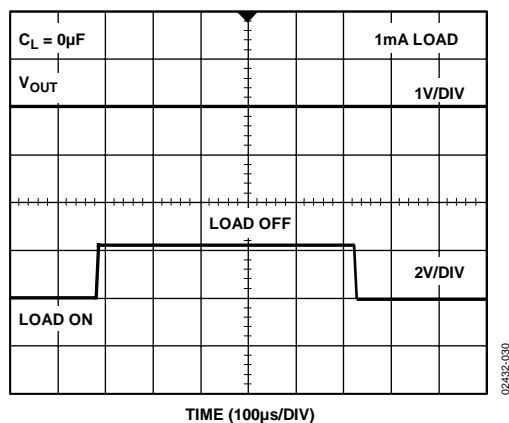 C_L = 0µF
1mA LOAD
V_OUT
1V/DIV
LOAD OFF
2V/DIV
LOAD ON
TIME (100µs/DIV)
02432-030